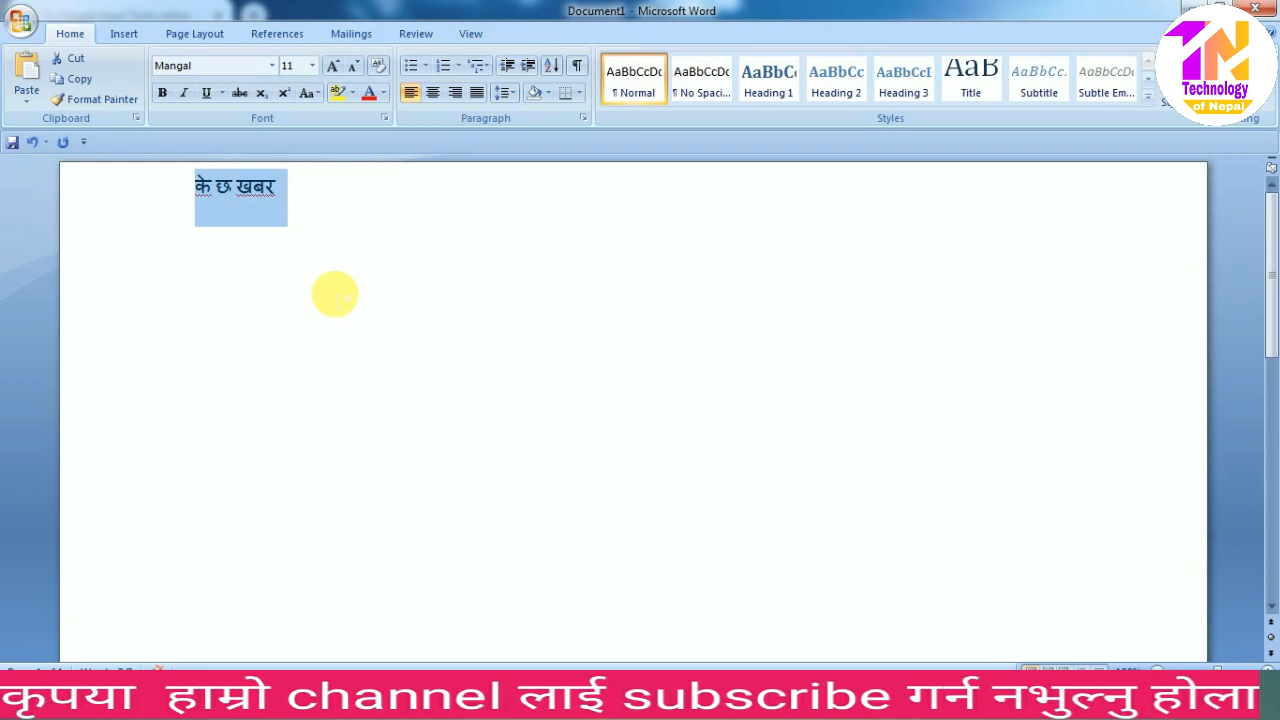 Document1 - Microsoft Word
Home Insert Page Layout References Mailings Review View
Paste
Cut
Copy
Format Painter
Clipboard
Mangal 11
Font
Paragraph
AaBbCcDc AaBbCcDc AaBbC AaBbCc AaBbCcI AaB AaBbCc. AaBbCcDc
¶ Normal ¶ No Spaci... Heading 1 Heading 2 Heading 3 Title Subtitle Subtle Em...
Styles
TN
Technology
of Nepal
के छ खबर
कृपया हाम्रो channel लाई subscribe गर्न नभुल्नु होला